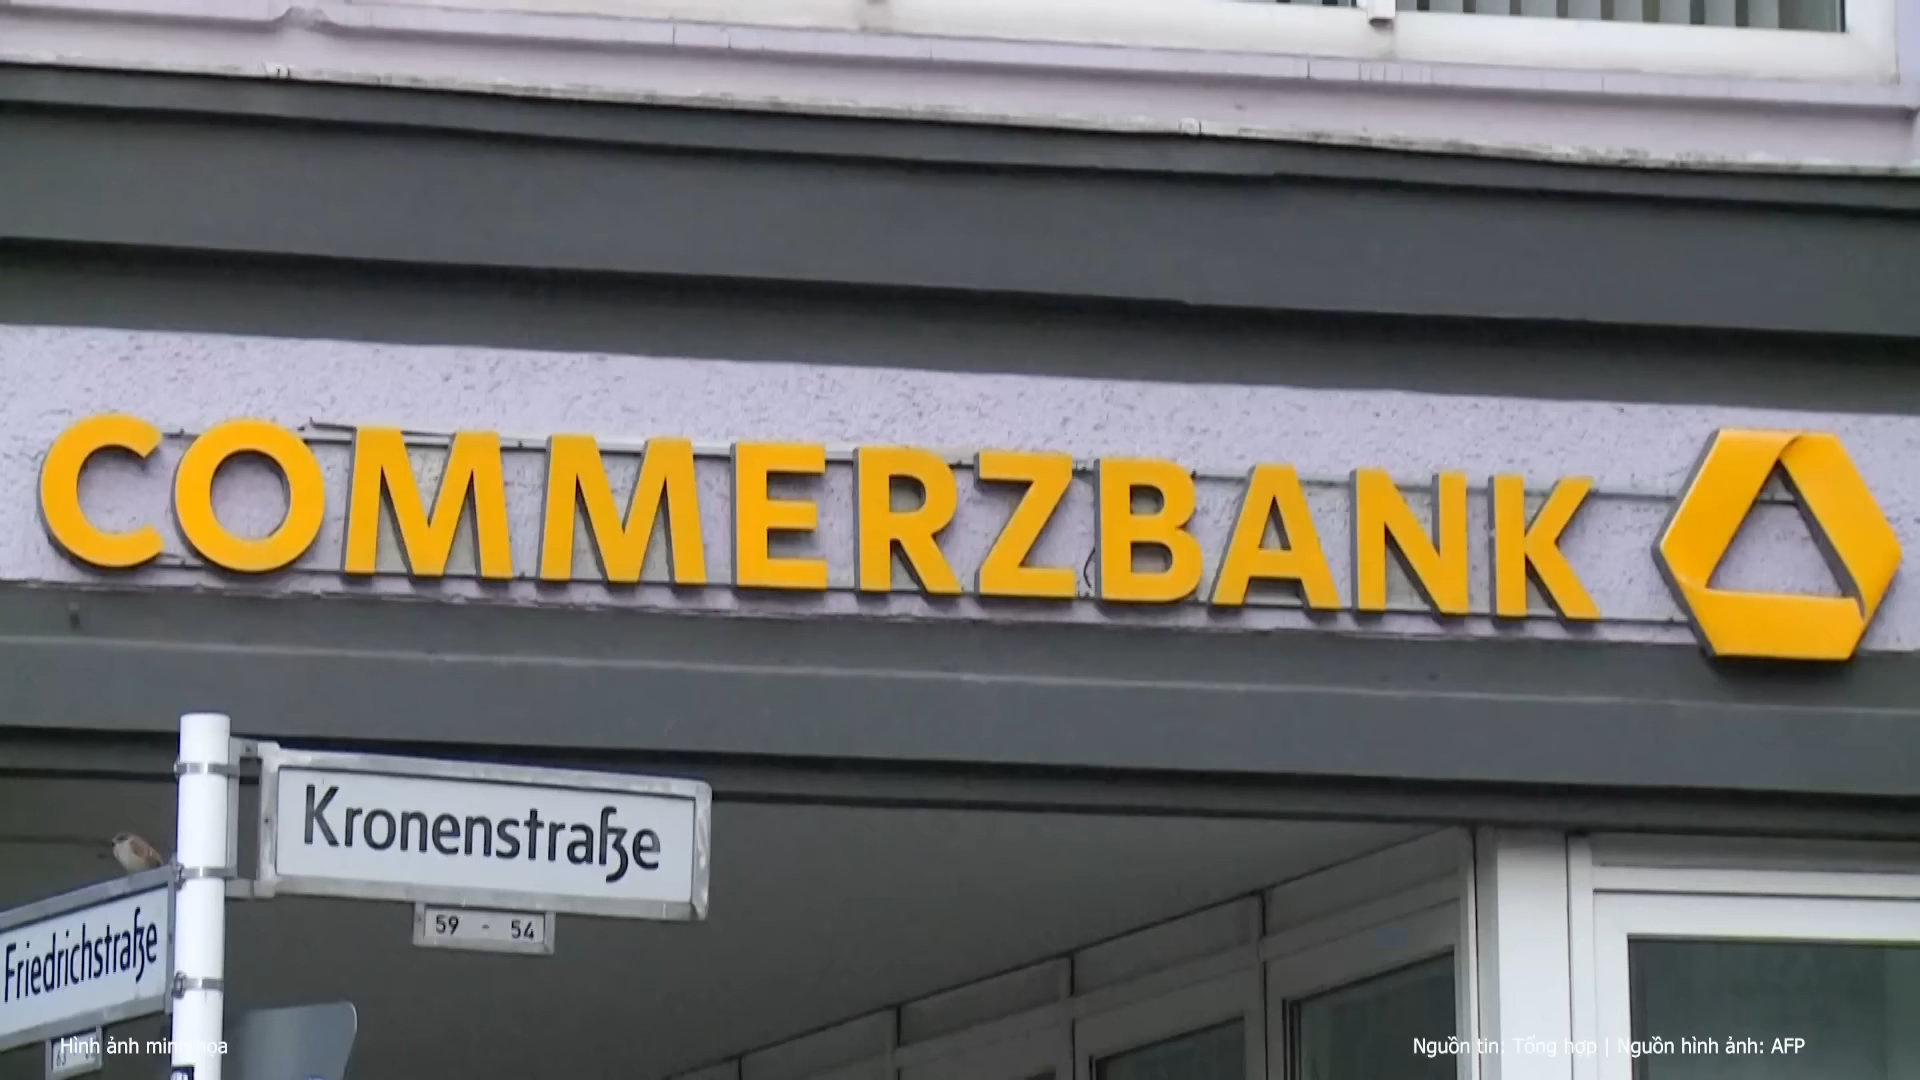 COMMERZBANK
Kronenstraße
59 - 54
Friedrichstraße
Hình ảnh minh họa
Nguồn tin: Tổng hợp | Nguồn hình ảnh: AFP